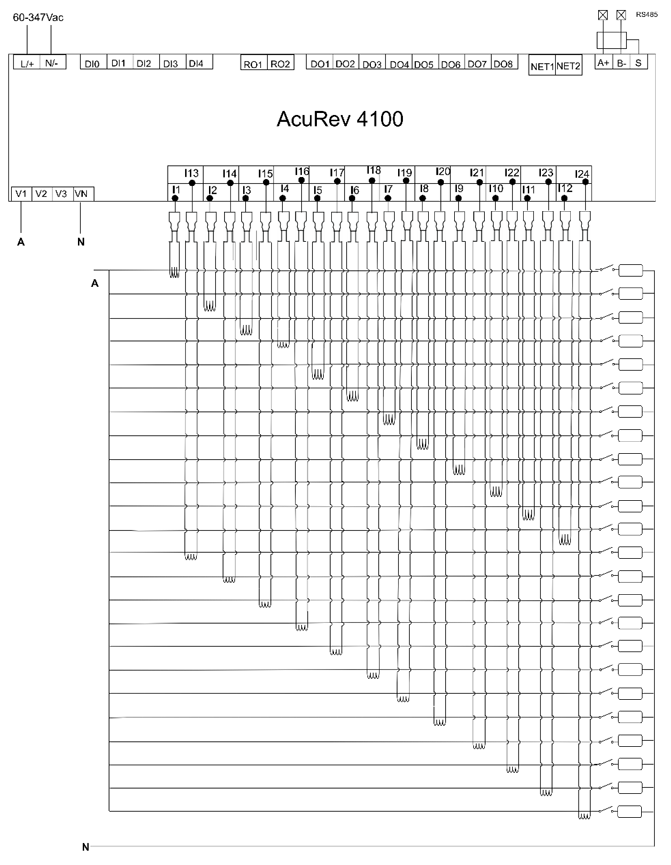 60-347Vac
RS485
L/+ N/- DI0 DI1 DI2 DI3 DI4 RO1 RO2 DO1 DO2 DO3 DO4 DO5 DO6 DO7 DO8 NET1 NET2 A+ B- S
AcuRev 4100
I13 I14 I15 I16 I17 I18 I19 I20 I21 I22 I23 I24
V1 V2 V3 VN I1 I2 I3 I4 I5 I6 I7 I8 I9 I10 I11 I12
A N
A
N